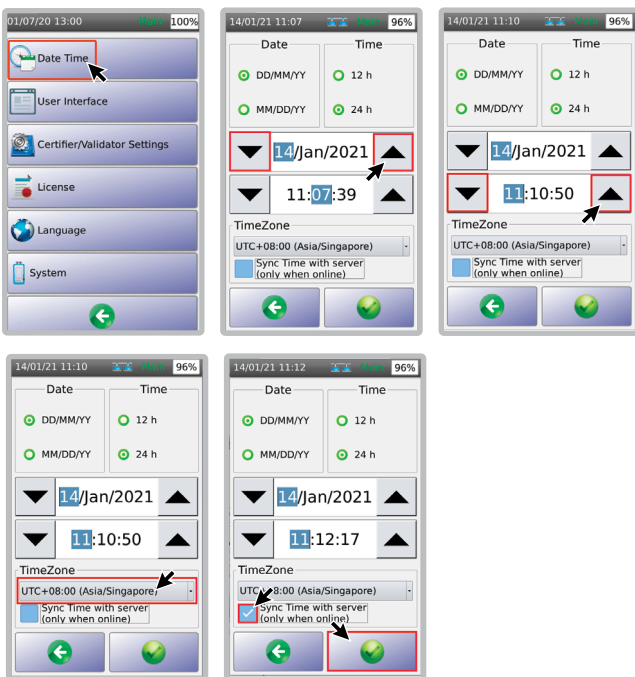 01/07/20 13:00 Main 100%
Date Time
User Interface
Certifier/Validator Settings
License
Language
System
14/01/21 11:07 Main 96%
Date Time
DD/MM/YY 12 h
MM/DD/YY 24 h
14/Jan/2021
11:07:39
TimeZone
UTC+08:00 (Asia/Singapore)
Sync Time with server
(only when online)
14/01/21 11:10 Main 96%
Date Time
DD/MM/YY 12 h
MM/DD/YY 24 h
14/Jan/2021
11:10:50
TimeZone
UTC+08:00 (Asia/Singapore)
Sync Time with server
(only when online)
14/01/21 11:10 Main 96%
Date Time
DD/MM/YY 12 h
MM/DD/YY 24 h
14/Jan/2021
11:10:50
TimeZone
UTC+08:00 (Asia/Singapore)
Sync Time with server
(only when online)
14/01/21 11:12 Main 96%
Date Time
DD/MM/YY 12 h
MM/DD/YY 24 h
14/Jan/2021
11:12:17
TimeZone
UTC+08:00 (Asia/Singapore)
Sync Time with server
(only when online)